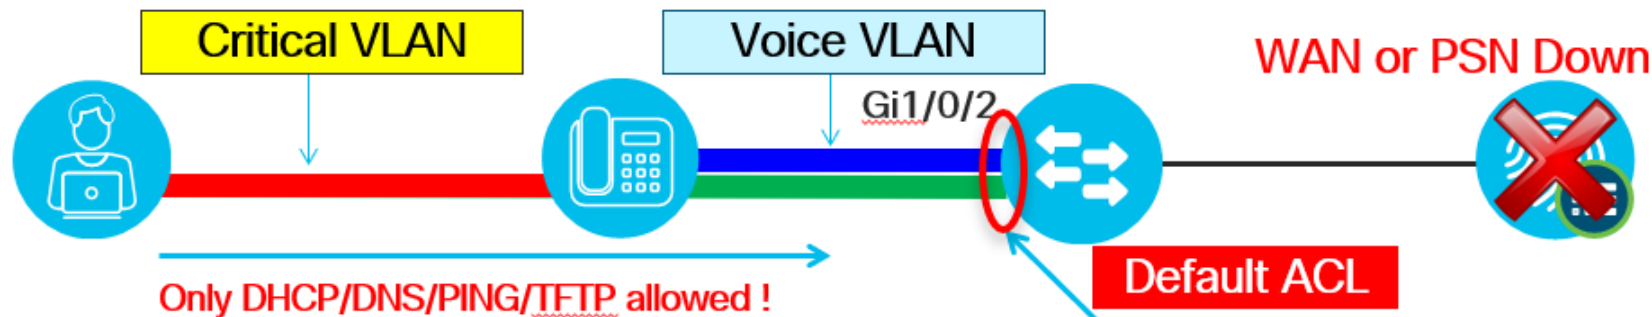 Critical VLAN
Voice VLAN
WAN or PSN Down
Gi1/0/2
Default ACL
Only DHCP/DNS/PING/TFTP allowed !